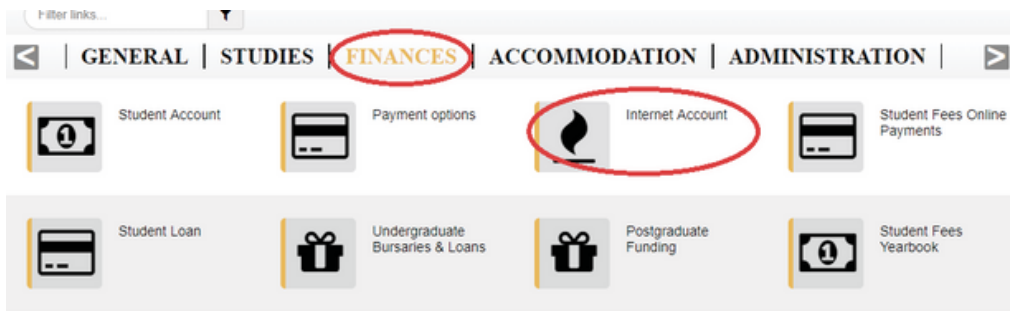 Filter links...
GENERAL | STUDIES | FINANCES | ACCOMMODATION | ADMINISTRATION |
Student Account
Payment options
Internet Account
Student Fees Online
Payments
Student Loan
Undergraduate
Bursaries & Loans
Postgraduate
Funding
Student Fees
Yearbook